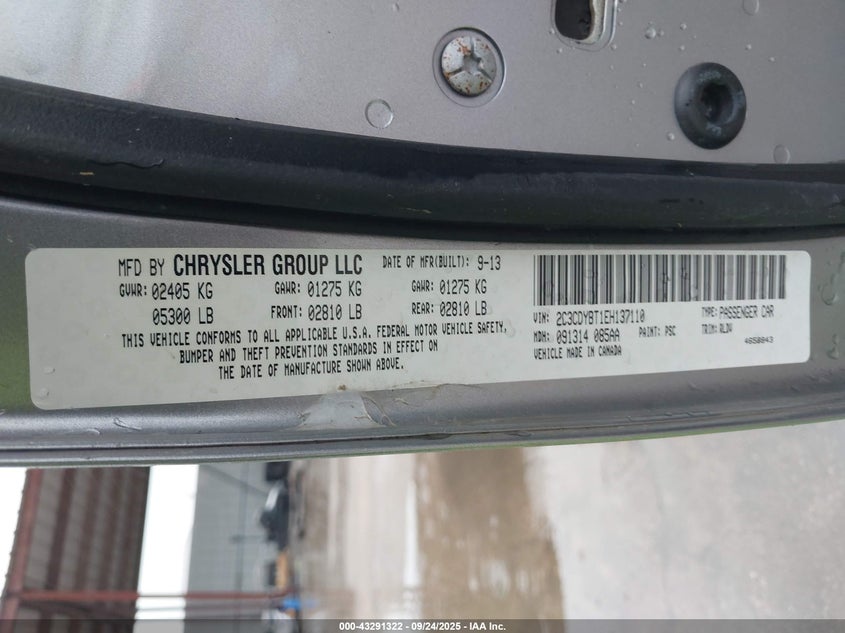 MFD BY CHRYSLER GROUP LLC DATE OF MFR(BUILT): 9-13
GVWR: 02405 KG GAWR: 01275 KG GAWR: 01275 KG
05300 LB FRONT: 02810 LB REAR: 02810 LB
THIS VEHICLE CONFORMS TO ALL APPLICABLE U.S.A. FEDERAL MOTOR VEHICLE SAFETY,
BUMPER AND THEFT PREVENTION STANDARDS IN EFFECT ON
THE DATE OF MANUFACTURE SHOWN ABOVE.
VIN: 2C3CDYBT1EH137110 TYPE: PASSENGER CAR
MDH: 091314 085AA PAINT: PSC TRIM: RLDV
VEHICLE MADE IN CANADA 4658843
000-43291322 - 09/24/2025 - IAA Inc.